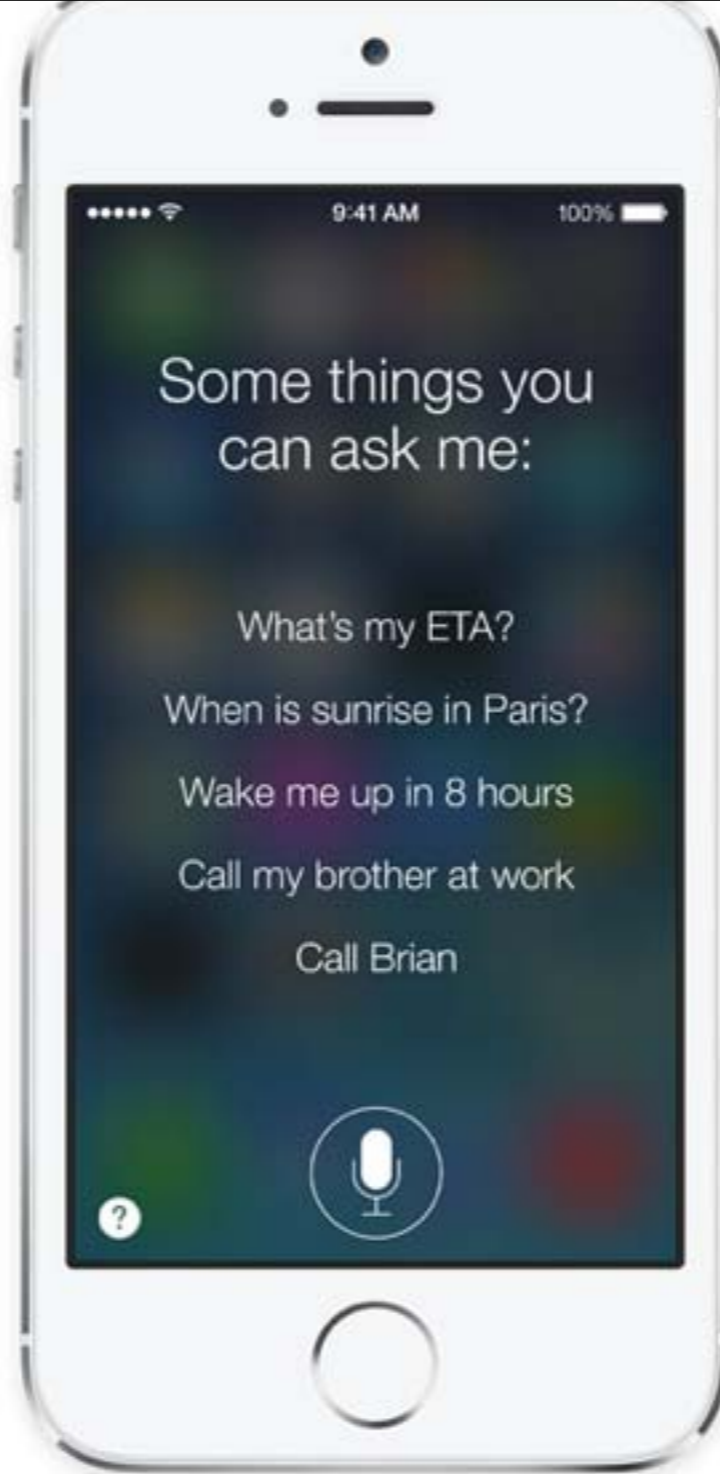 9:41 AM
100%
Some things you
can ask me:
What's my ETA?
When is sunrise in Paris?
Wake me up in 8 hours
Call my brother at work
Call Brian
?